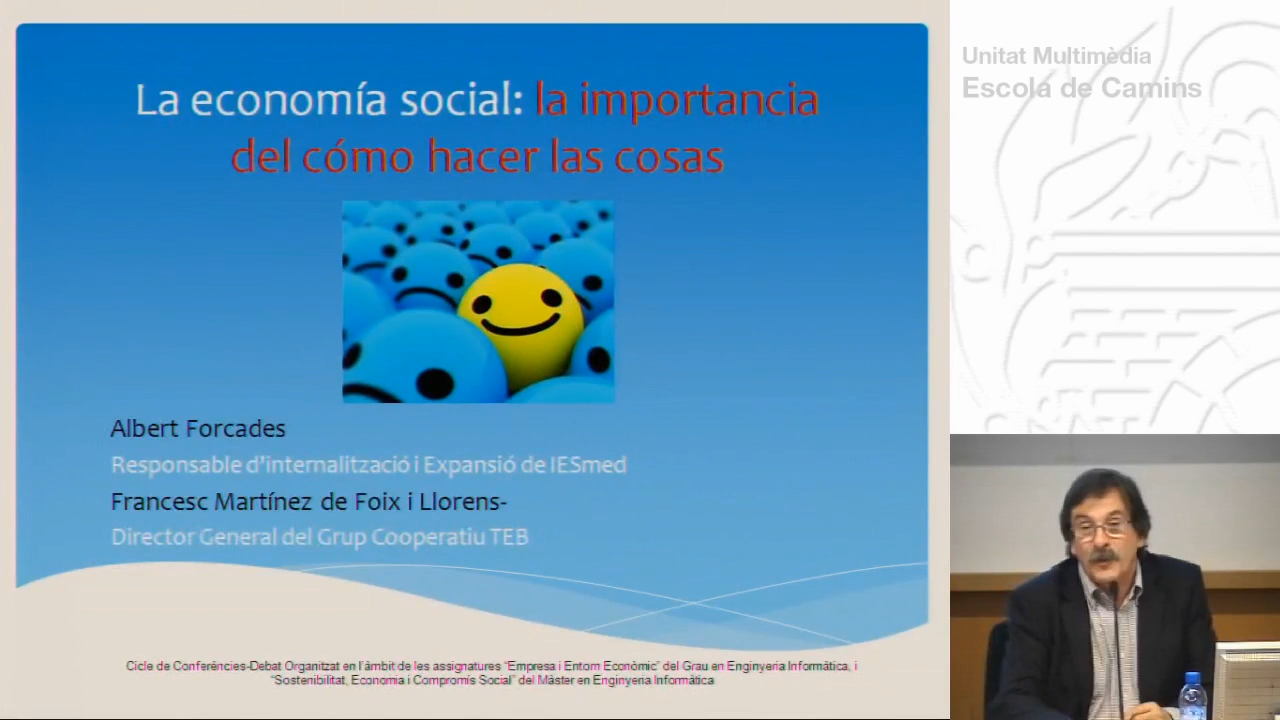 La economía social: la importancia
del cómo hacer las cosas
Albert Forcades
Responsable d'internalització i Expansió de IESmed
Francesc Martínez de Foix i Llorens-
Director General del Grup Cooperatiu TEB
Cicle de Conferències-Debat Organitzat en l'àmbit de les assignatures "Empresa i Entorn Econòmic" del Grau en Enginyeria Informàtica, i
"Sostenibilitat, Economia i Compromís Social" del Màster en Enginyeria Informàtica
Unitat Multimèdia
Escola de Camins